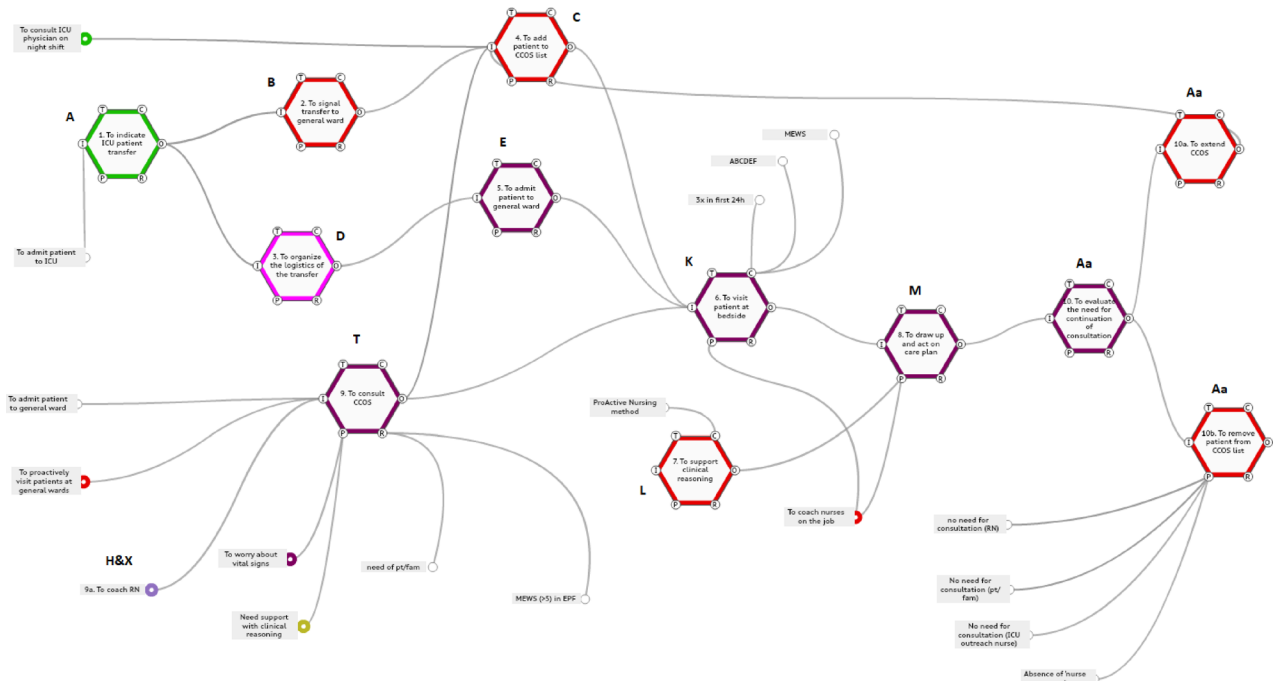 To consult ICU
physician on
night shift
A
T
C
I
1. To indicate
ICU patient
transfer
O
P
R
To admit patient
to ICU
B
T
C
I
2. To signal
transfer to
general ward
O
P
R
D
T
C
I
3. To organize
the logistics of
the transfer
O
P
R
C
T
C
I
4. To add
patient to
CCOS list
O
P
R
E
T
C
I
5. To admit
patient to
general ward
O
P
R
MEWS
ABCDEF
3x in first 24h
K
T
C
I
6. To visit
patient at
bedside
O
P
R
M
T
C
I
8. To draw up
and act on
care plan
O
P
R
Aa
T
C
I
10. To evaluate
the need for
continuation
of
consultation
O
P
R
Aa
T
C
I
10a. To extend
CCOS
O
P
R
Aa
T
C
I
10b. To remove
patient from
CCOS list
O
P
R
T
T
C
I
9. To consult
CCOS
O
P
R
To admit patient
to general ward
To proactively
visit patients at
general wards
H&X
9a. To coach RN
To worry about
vital signs
Need support
with clinical
reasoning
need of pt/fam
MEWS (>5) in EPF
ProActive Nursing
method
L
T
C
I
7. To support
clinical
reasoning
O
P
R
To coach nurses
on the job
no need for
consultation (RN)
No need for
consultation (pt/
fam)
No need for
consultation (ICU
outreach nurse)
Absence of 'nurse